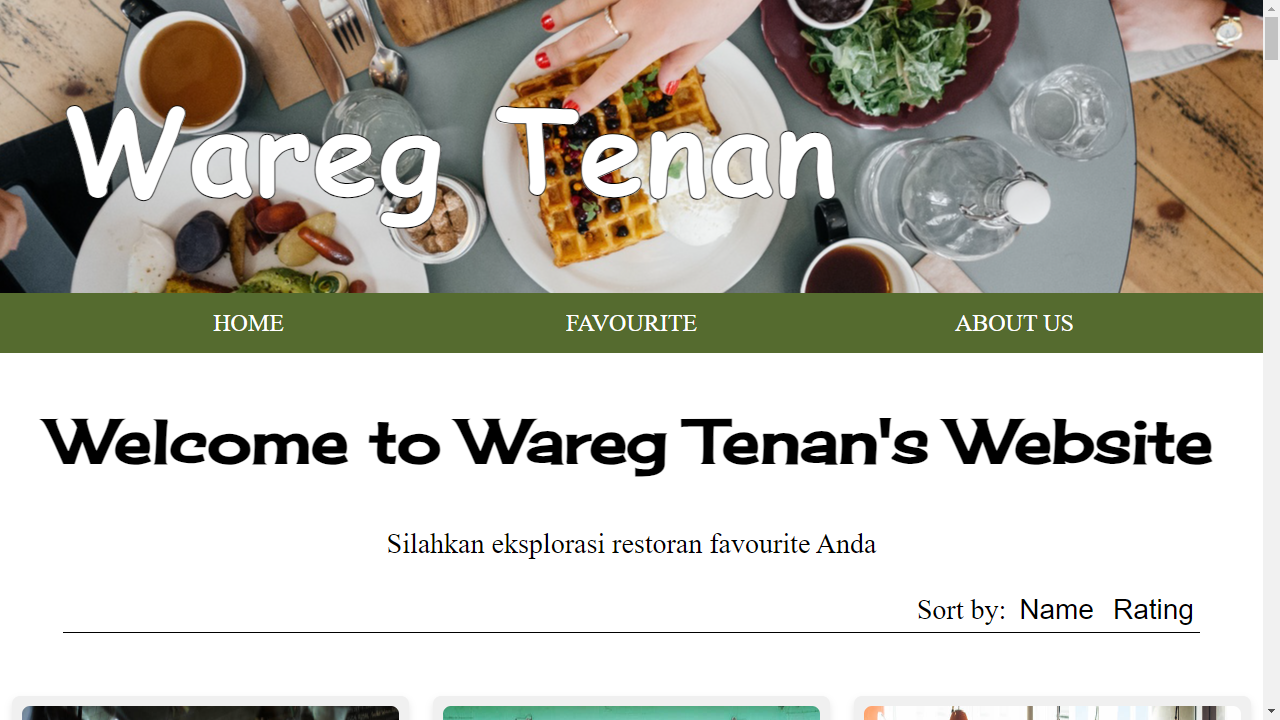 Wareg Tenan
HOME FAVOURITE ABOUT US
Welcome to Wareg Tenan's Website
Silahkan eksplorasi restoran favourite Anda
Sort by: Name Rating